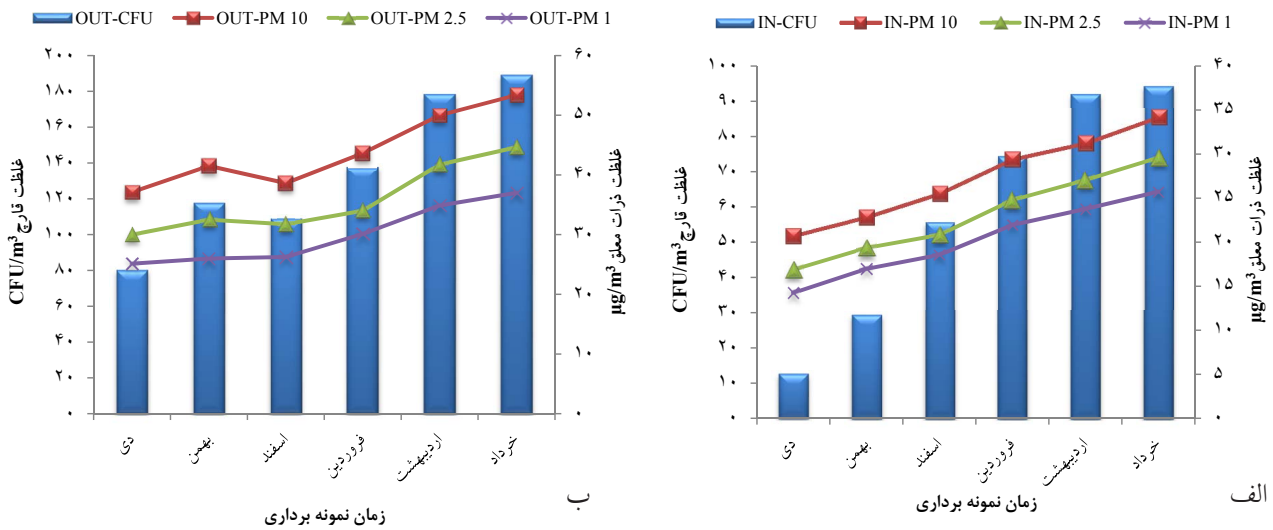 OUT-CFU OUT-PM 10 OUT-PM 2.5 OUT-PM 1
۲۰۰
۱۸۰
۱۶۰
۱۴۰
۱۲۰
۱۰۰
۸۰
۶۰
۴۰
۲۰
۰
غلظت قارچ CFU/m³
۶۰
۵۰
۴۰
۳۰
۲۰
۱۰
۰
غلظت ذرات معلق µg/m³
دی
بهمن
اسفند
فروردین
اردیبهشت
خرداد
زمان نمونه برداری
ب
IN-CFU IN-PM 10 IN-PM 2.5 IN-PM 1
۱۰۰
۹۰
۸۰
۷۰
۶۰
۵۰
۴۰
۳۰
۲۰
۱۰
۰
غلظت قارچ CFU/m³
۴۰
۳۵
۳۰
۲۵
۲۰
۱۵
۱۰
۵
۰
غلظت ذرات معلق µg/m³
دی
بهمن
اسفند
فروردین
اردیبهشت
خرداد
زمان نمونه برداری
الف